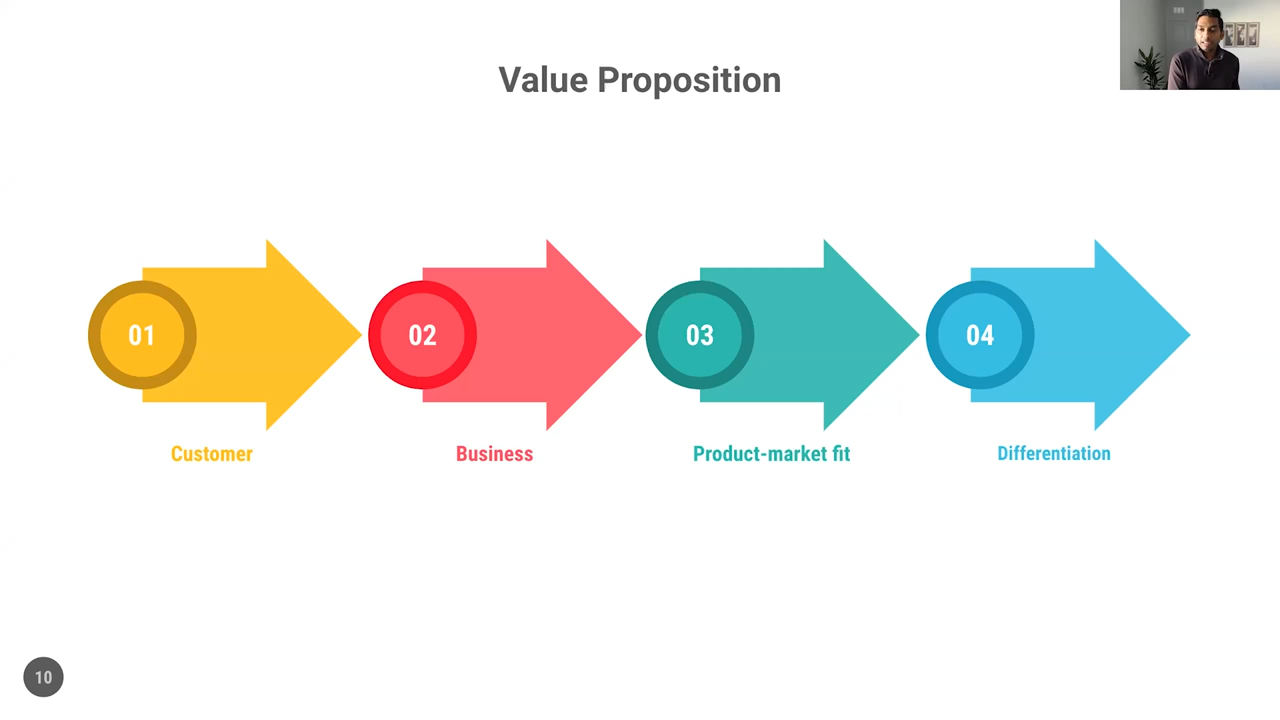 Value Proposition
01
02
03
04
Customer
Business
Product-market fit
Differentiation
10